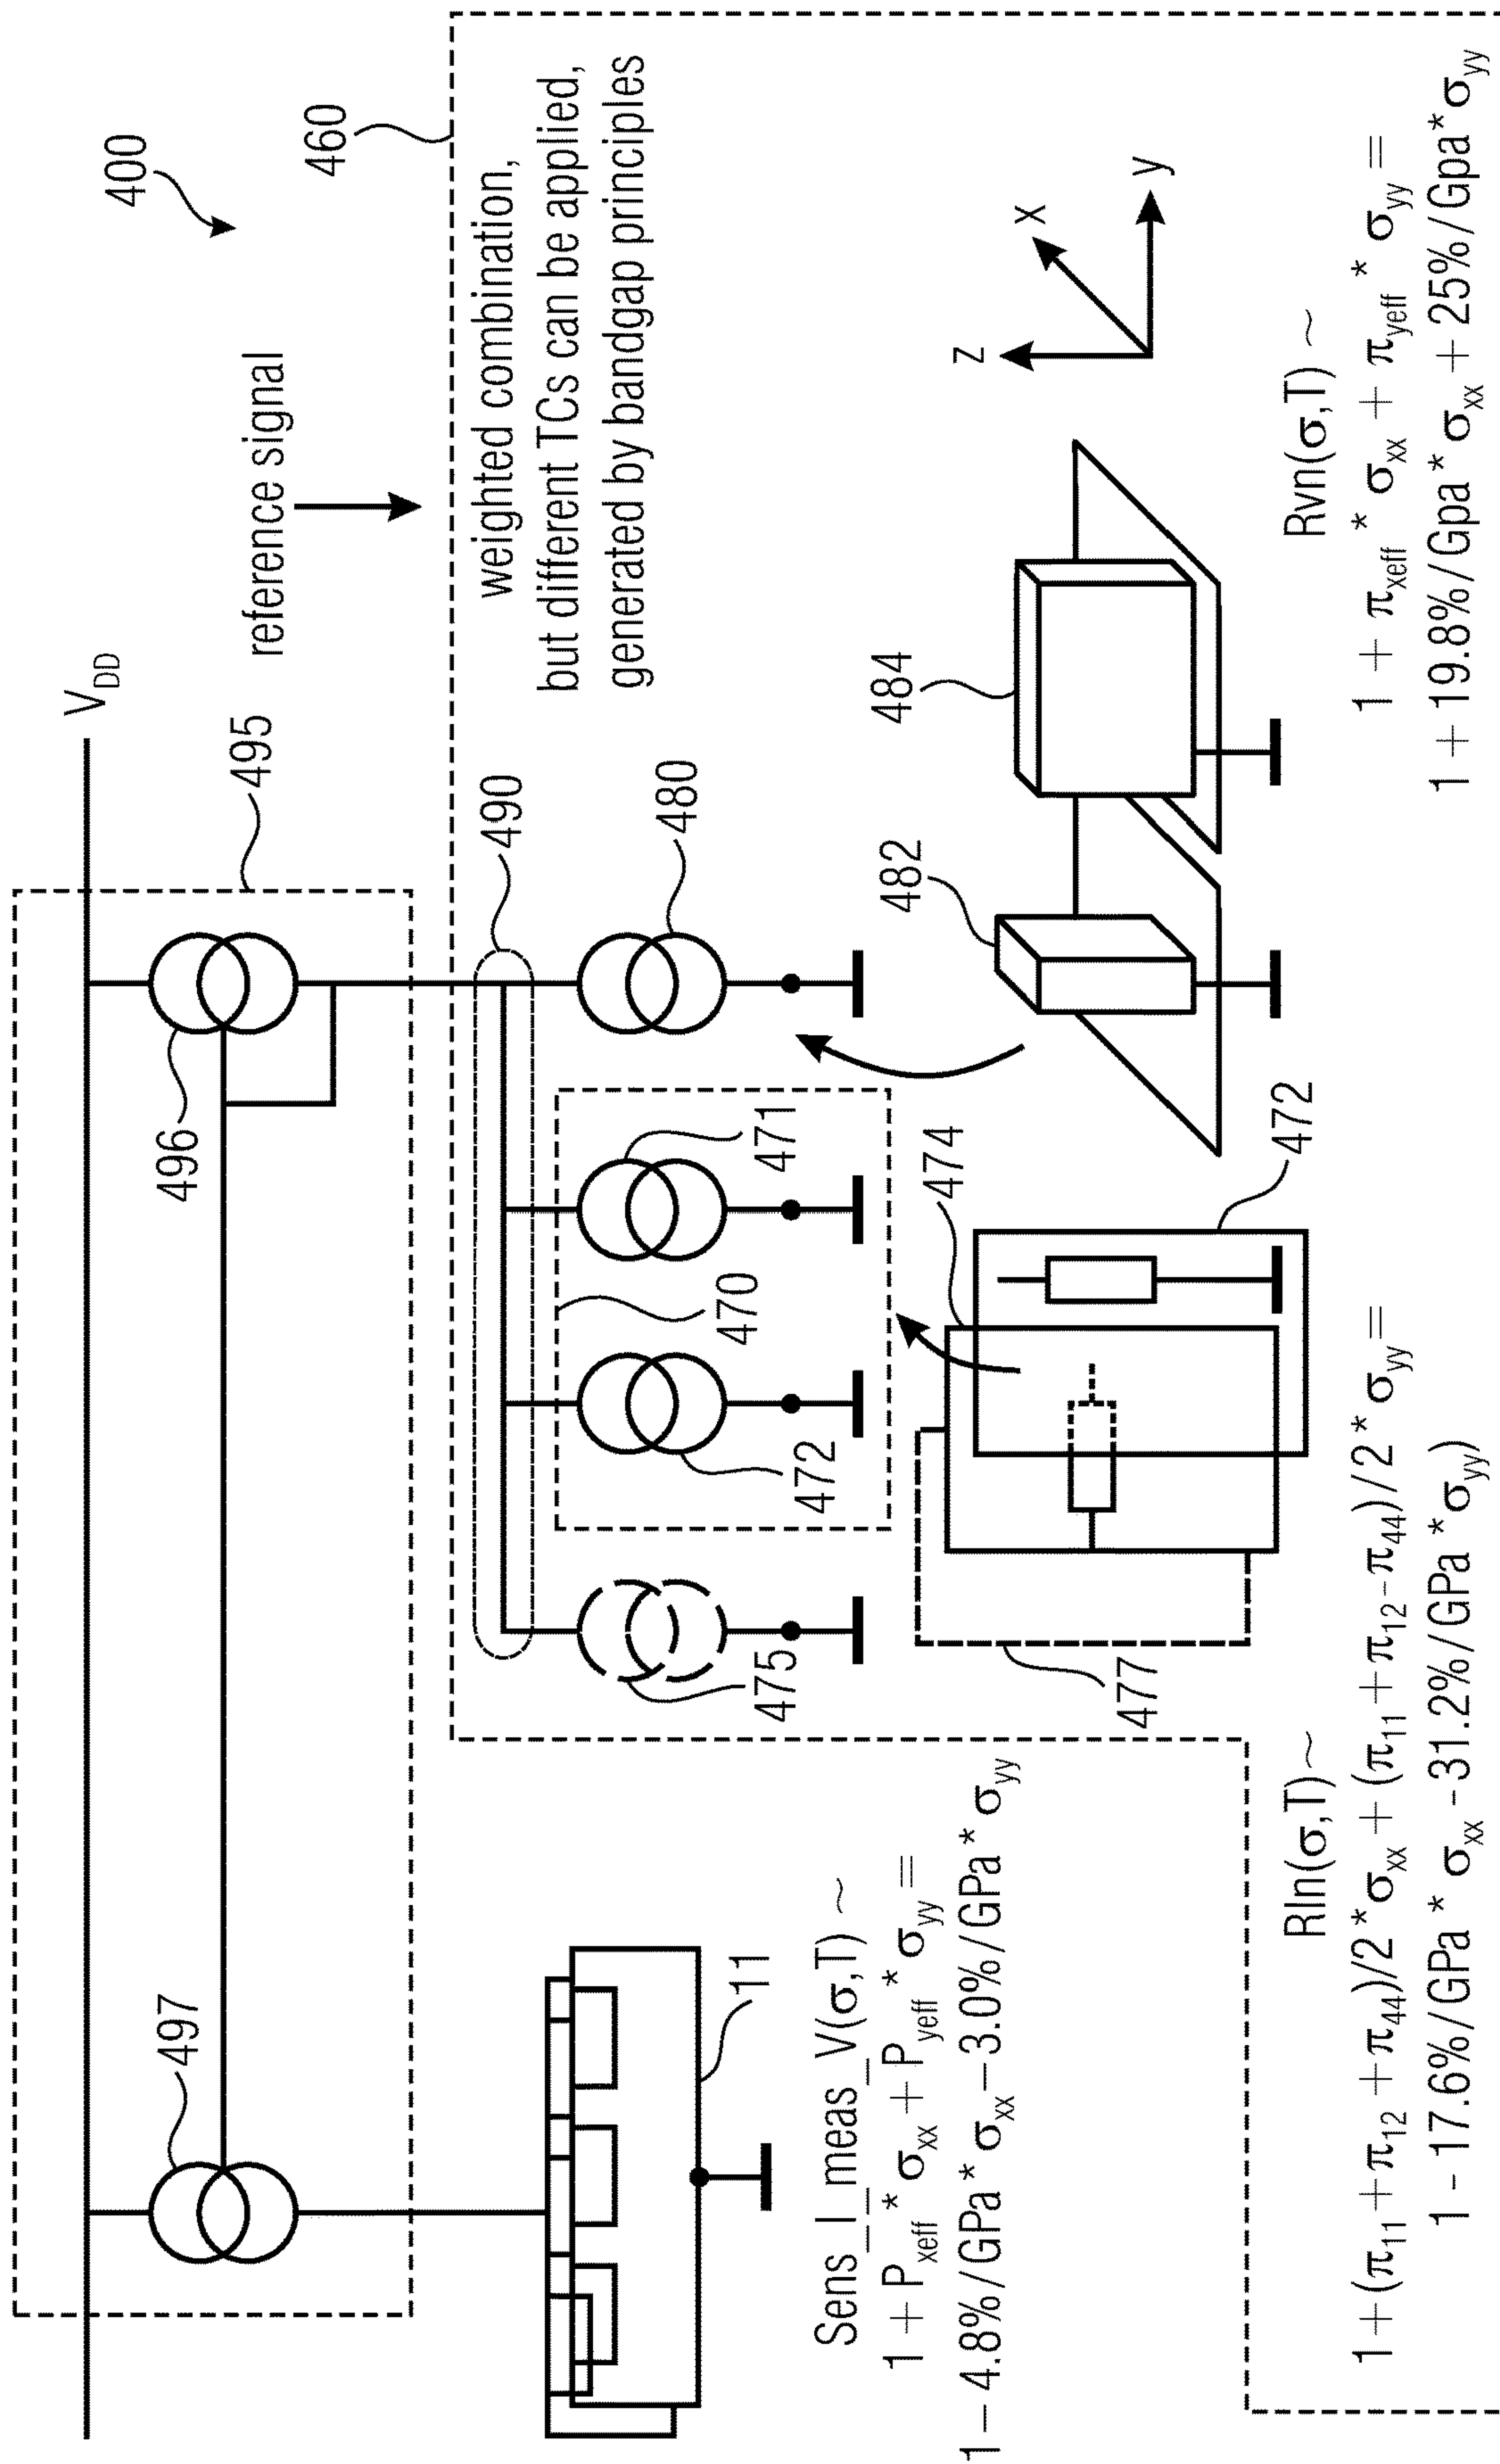 400
V_DD
reference signal
495
497
496
460
weighted combination,
but different TCs can be applied,
generated by bandgap principles
490
475
472
470
471
480
11
477
474
472
482
484
z
x
y
Sens_I_meas_V(σ,T) ~
1 + P_xeff * σ_xx + P_yeff * σ_yy =
1 - 4.8%/GPa * σ_xx - 3.0%/GPa * σ_yy
Rln(σ,T) ~
1 + (π_11 + π_12 + π_44)/2 * σ_xx + (π_11 + π_12 - π_44)/2 * σ_yy =
1 - 17.6%/GPa * σ_xx - 31.2%/GPa * σ_yy)
Rvn(σ,T) ~
1 + π_xeff * σ_xx + π_yeff * σ_yy =
1 + 19.8%/Gpa * σ_xx + 25%/Gpa * σ_yy